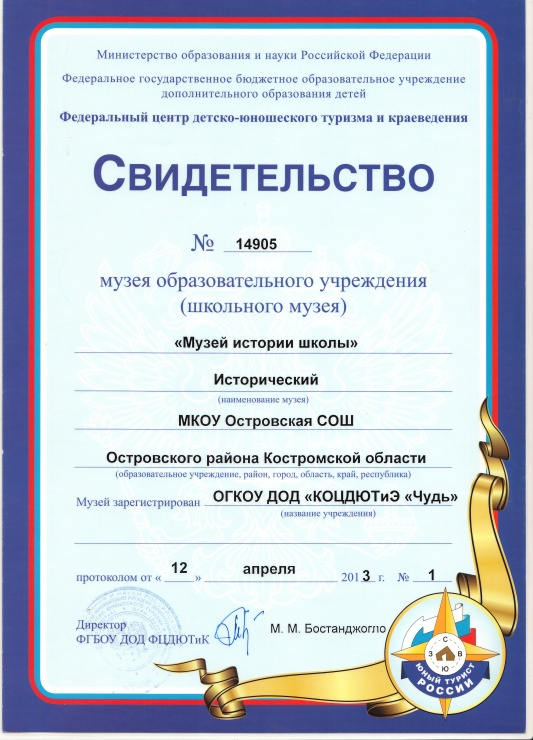 Министерство образования и науки Российской Федерации
Федеральное государственное бюджетное образовательное учреждение
дополнительного образования детей
Федеральный центр детско-юношеского туризма и краеведения
СВИДЕТЕЛЬСТВО
№ 14905
музея образовательного учреждения
(школьного музея)
«Музей истории школы»
Исторический
(наименование музея)
МКОУ Островская СОШ
Островского района Костромской области
(образовательное учреждение, район, город, область, край, республика)
Музей зарегистрирован ОГКОУ ДОД «КОЦДЮТиЭ «Чудь»
(название учреждения)
протоколом от « 12 » апреля 2013 г. № 1
Директор
ФГБОУ ДОД ФЦДЮТиК
М. М. Бостанджогло
С
З В
Ю
ЮНЫЙ ТУРИСТ
РОССИИ